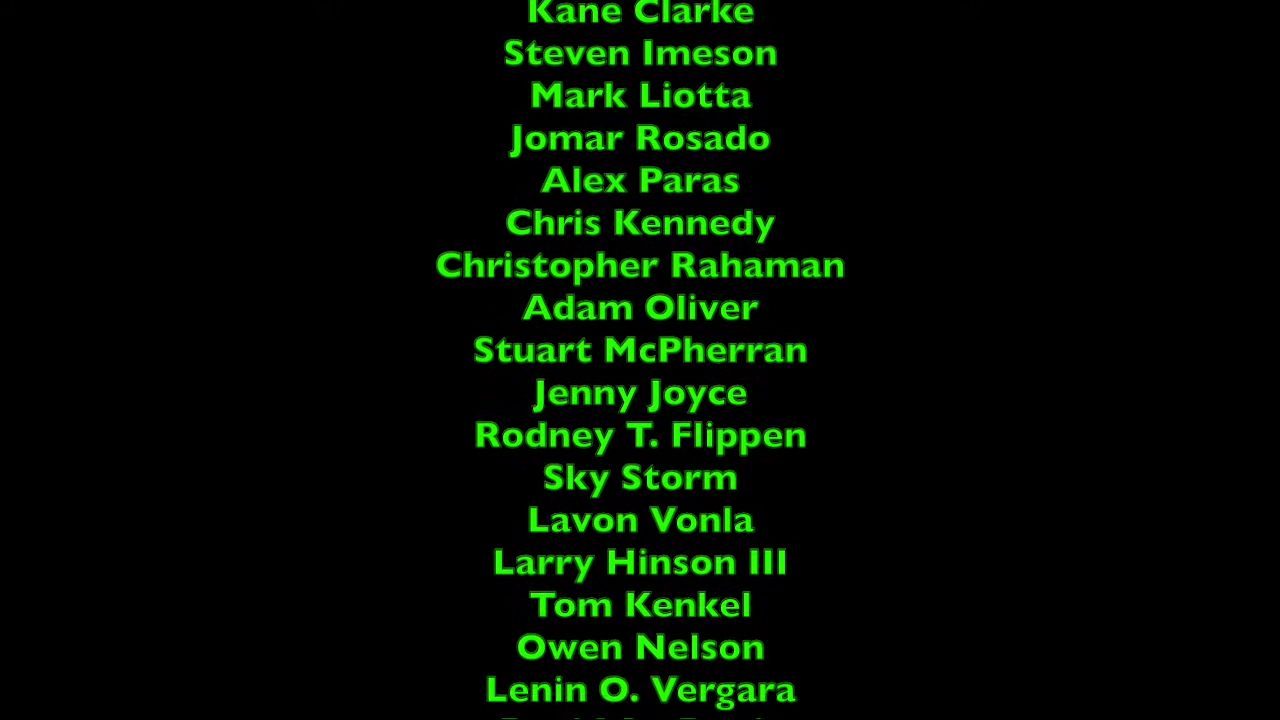 Kane Clarke
Steven Imeson
Mark Liotta
Jomar Rosado
Alex Paras
Chris Kennedy
Christopher Rahaman
Adam Oliver
Stuart McPherran
Jenny Joyce
Rodney T. Flippen
Sky Storm
Lavon Vonla
Larry Hinson III
Tom Kenkel
Owen Nelson
Lenin O. Vergara